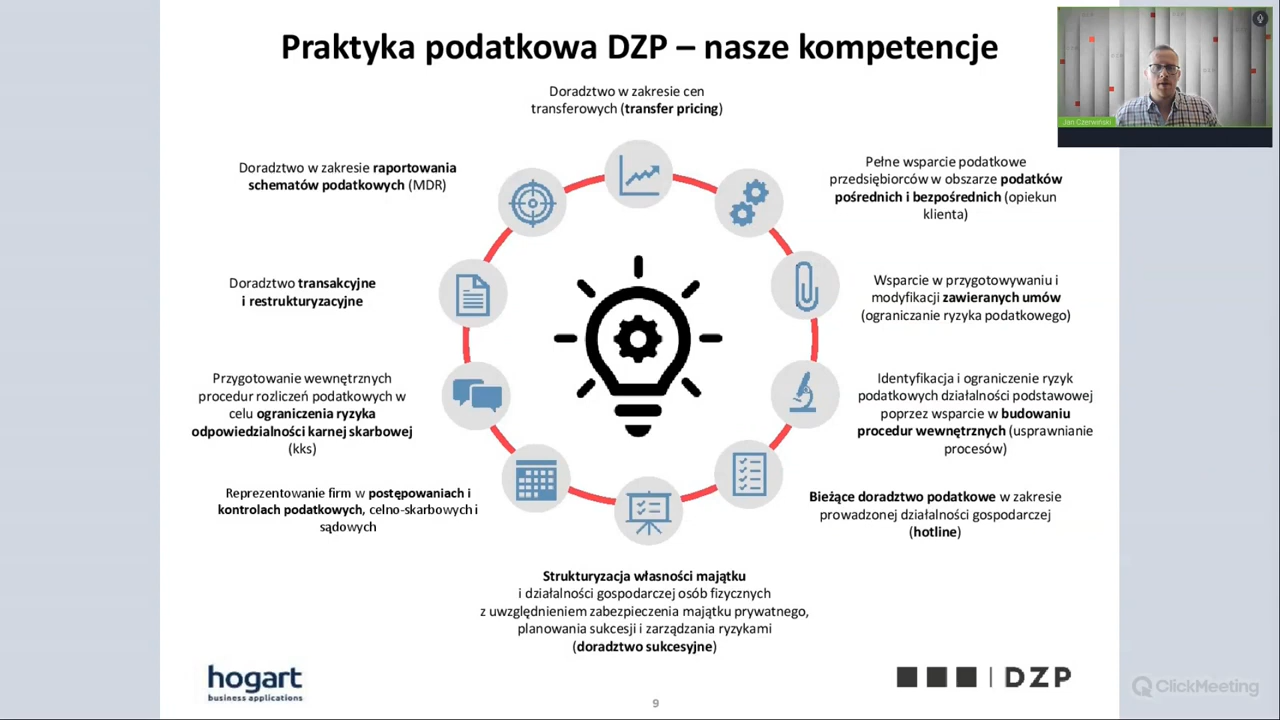 Praktyka podatkowa DZP – nasze kompetencje
Jan Czerwiński
Doradztwo w zakresie cen
transferowych (transfer pricing)
Doradztwo w zakresie raportowania
schematów podatkowych (MDR)
Pełne wsparcie podatkowe
przedsiębiorców w obszarze podatków
pośrednich i bezpośrednich (opiekun
klienta)
Doradztwo transakcyjne
i restrukturyzacyjne
Wsparcie w przygotowywaniu i
modyfikacji zawieranych umów
(ograniczanie ryzyka podatkowego)
Przygotowanie wewnętrznych
procedur rozliczeń podatkowych w
celu ograniczenia ryzyka
odpowiedzialności karnej skarbowej
(kks)
Identyfikacja i ograniczenie ryzyk
podatkowych działalności podstawowej
poprzez wsparcie w budowaniu
procedur wewnętrznych (usprawnianie
procesów)
Reprezentowanie firm w postępowaniach i
kontrolach podatkowych, celno-skarbowych i
sądowych
Bieżące doradztwo podatkowe w zakresie
prowadzonej działalności gospodarczej
(hotline)
Strukturyzacja własności majątku
i działalności gospodarczej osób fizycznych
z uwzględnieniem zabezpieczenia majątku prywatnego,
planowania sukcesji i zarządzania ryzykami
(doradztwo sukcesyjne)
hogart
business applications
9
DZP
ClickMeeting